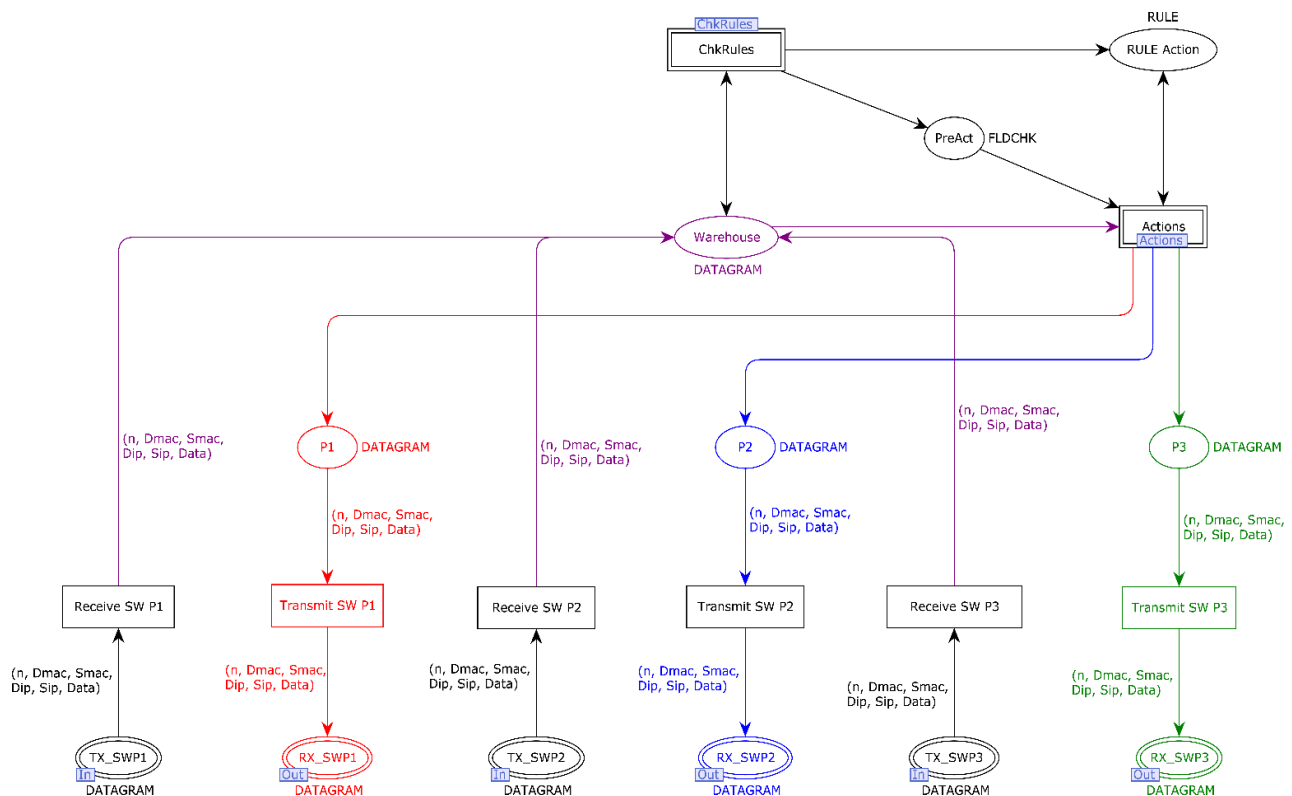 RULE
ChkRules
ChkRules
RULE Action
PreAct
FLDCHK
Actions
Actions
Warehouse
DATAGRAM
(n, Dmac, Smac,
Dip, Sip, Data)
P1
DATAGRAM
(n, Dmac, Smac,
Dip, Sip, Data)
P2
DATAGRAM
(n, Dmac, Smac,
Dip, Sip, Data)
P3
DATAGRAM
(n, Dmac, Smac,
Dip, Sip, Data)
(n, Dmac, Smac,
Dip, Sip, Data)
(n, Dmac, Smac,
Dip, Sip, Data)
Receive SW P1
Transmit SW P1
Receive SW P2
Transmit SW P2
Receive SW P3
Transmit SW P3
(n, Dmac, Smac,
Dip, Sip, Data)
(n, Dmac, Smac,
Dip, Sip, Data)
(n, Dmac, Smac,
Dip, Sip, Data)
(n, Dmac, Smac,
Dip, Sip, Data)
(n, Dmac, Smac,
Dip, Sip, Data)
(n, Dmac, Smac,
Dip, Sip, Data)
TX_SWP1
In
DATAGRAM
RX_SWP1
Out
DATAGRAM
TX_SWP2
In
DATAGRAM
RX_SWP2
Out
DATAGRAM
TX_SWP3
In
DATAGRAM
RX_SWP3
Out
DATAGRAM